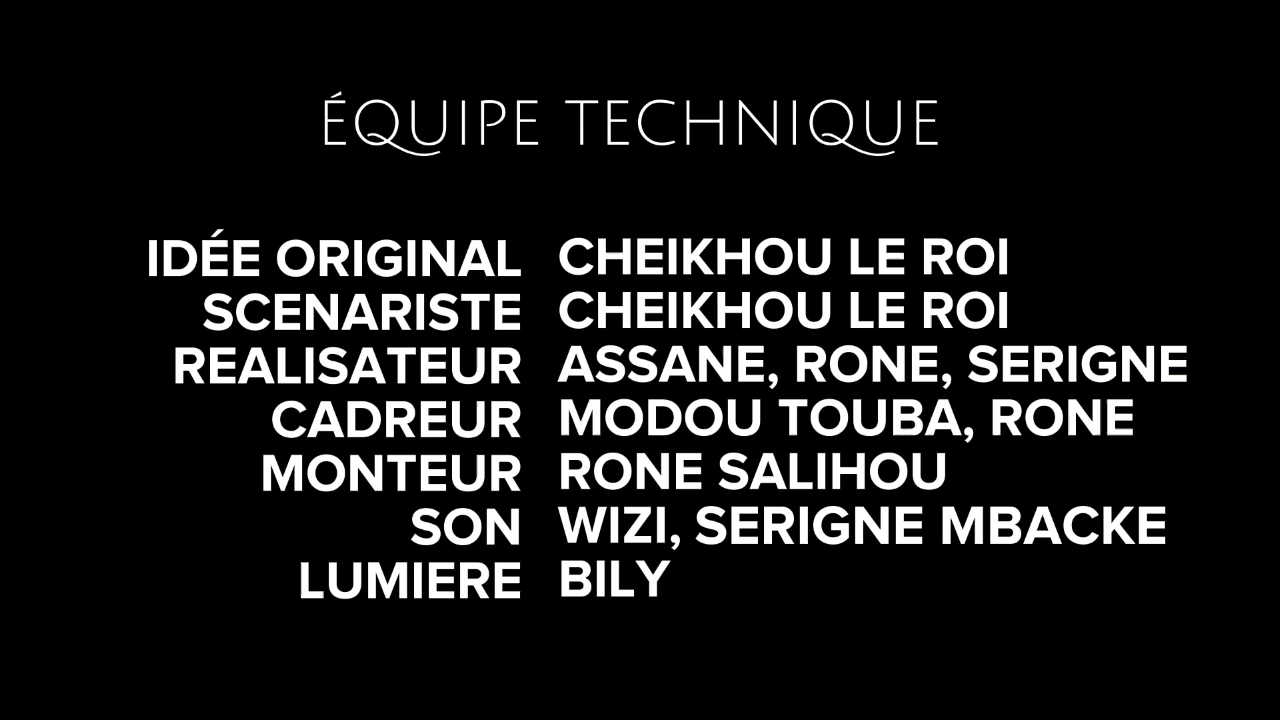 ÉQUIPE TECHNIQUE
IDÉE ORIGINAL CHEIKHOU LE ROI
SCENARISTE CHEIKHOU LE ROI
REALISATEUR ASSANE, RONE, SERIGNE
CADREUR MODOU TOUBA, RONE
MONTEUR RONE SALIHOU
SON WIZI, SERIGNE MBACKE
LUMIERE BILY